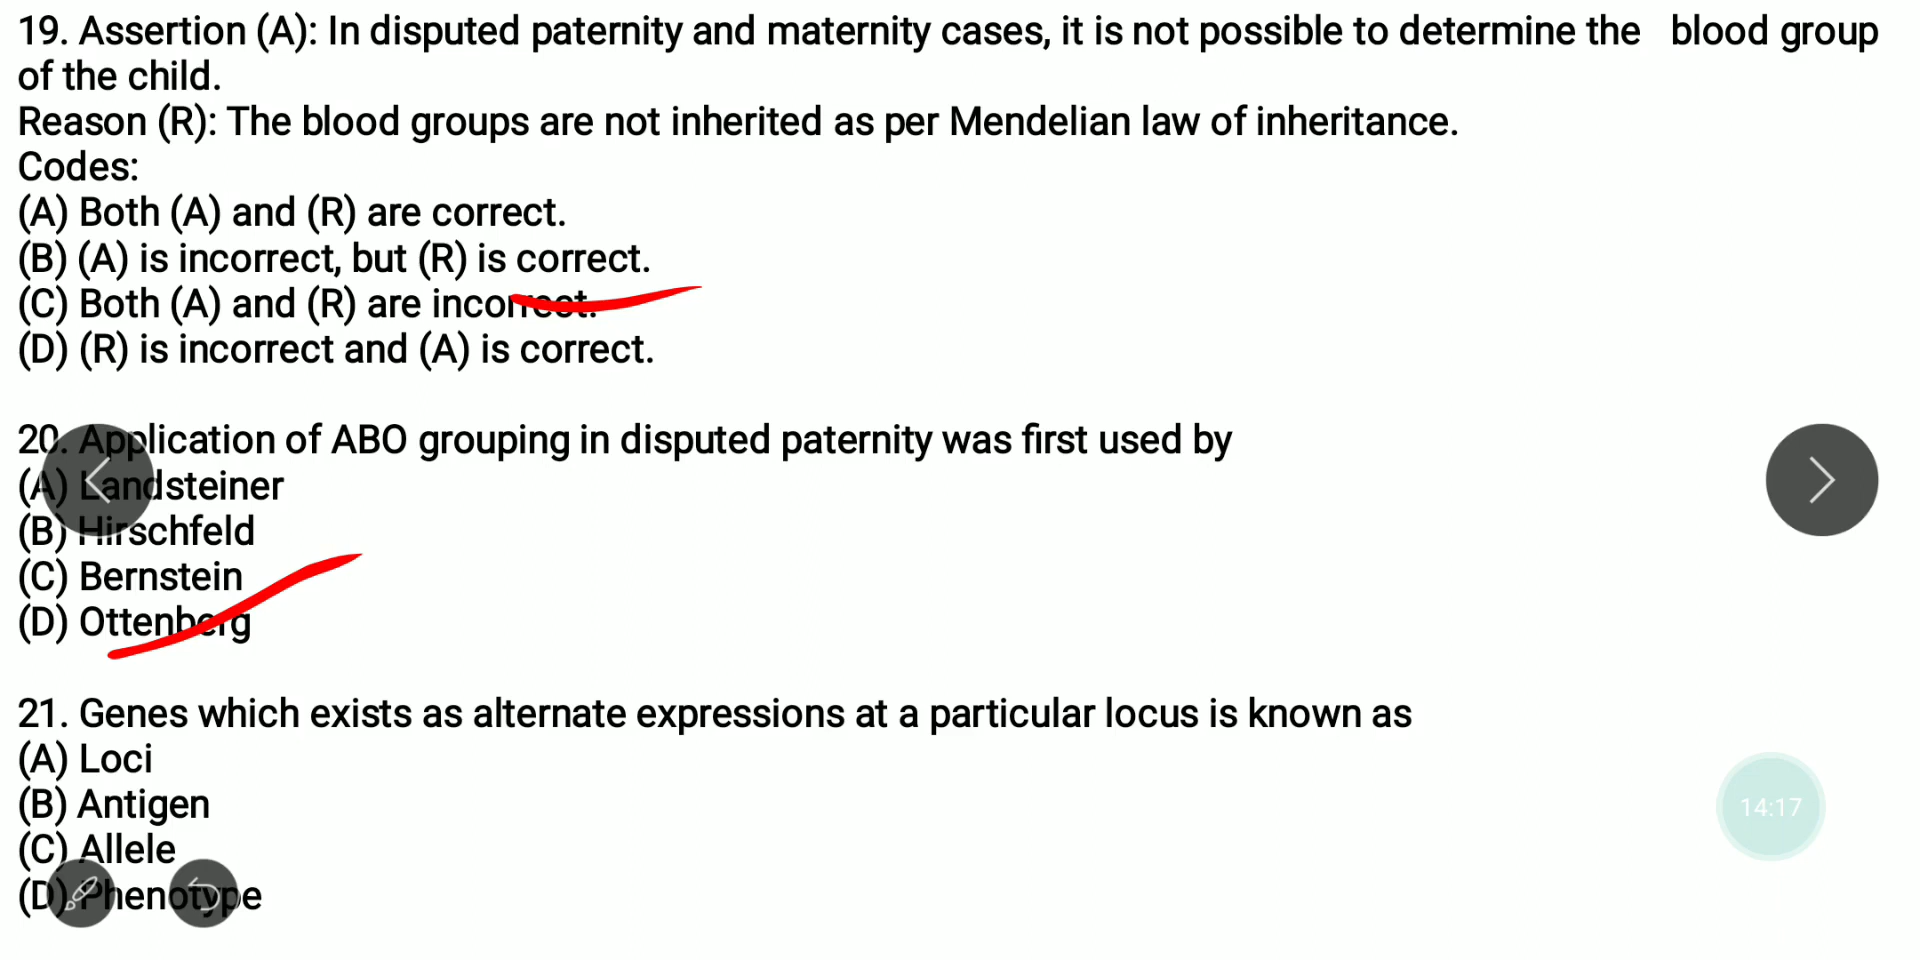 19. Assertion (A): In disputed paternity and maternity cases, it is not possible to determine the blood group
of the child.
Reason (R): The blood groups are not inherited as per Mendelian law of inheritance.
Codes:
(A) Both (A) and (R) are correct.
(B) (A) is incorrect, but (R) is correct.
(C) Both (A) and (R) are incorrect.
(D) (R) is incorrect and (A) is correct.
20. Application of ABO grouping in disputed paternity was first used by
(A) Landsteiner
(B) Hirschfeld
(C) Bernstein
(D) Ottenberg
21. Genes which exists as alternate expressions at a particular locus is known as
(A) Loci
(B) Antigen
14:17
(C) Allele
(D) Phenotype